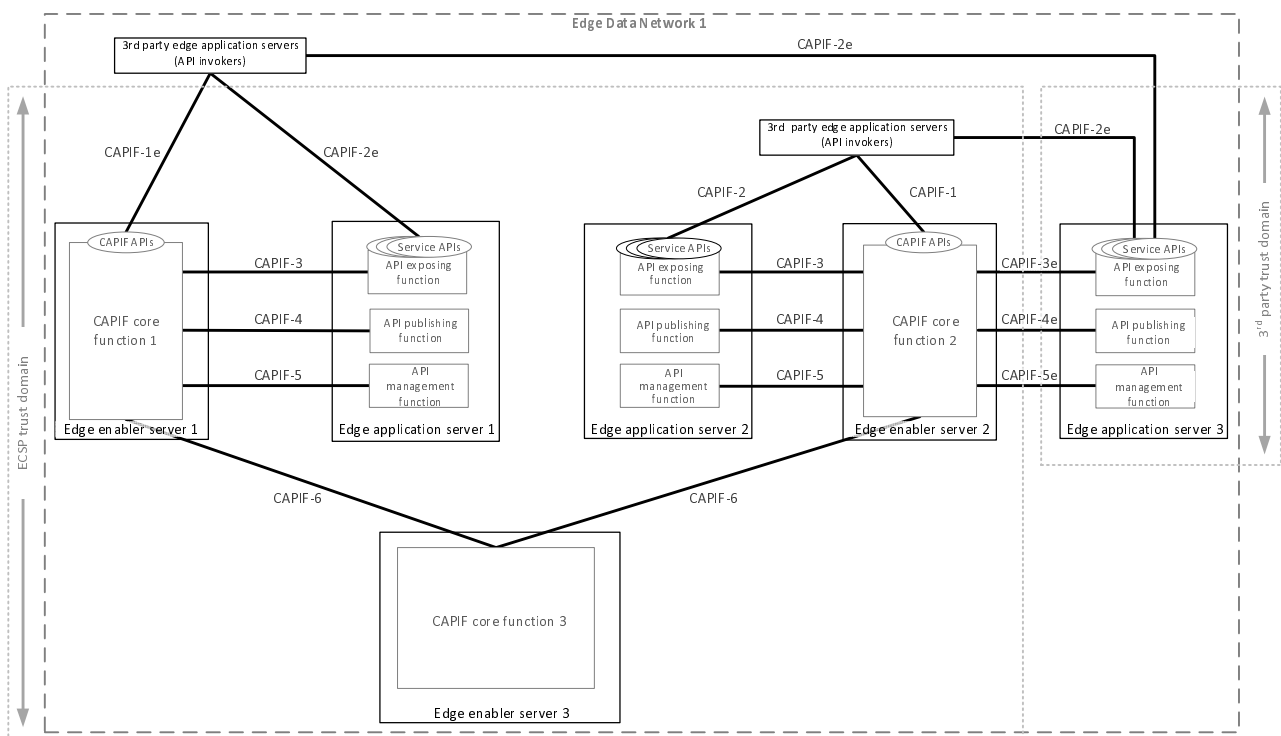 Edge Data Network 1
3rd party edge application servers
(API invokers)
CAPIF-2e
3rd party edge application servers
(API invokers)
CAPIF-2e
CAPIF-1e
CAPIF-2e
CAPIF-2
CAPIF-1
CAPIF APIs
Service APIs
Service APIs
CAPIF APIs
Service APIs
CAPIF-3
API exposing
function
API exposing
function
CAPIF-3
CAPIF-3e
API exposing
function
CAPIF core
function 1
CAPIF-4
API publishing
function
API publishing
function
CAPIF-4
CAPIF core
function 2
CAPIF-4e
API publishing
function
CAPIF-5
API
management
function
API
management
function
CAPIF-5
CAPIF-5e
API
management
function
Edge enabler server 1
Edge application server 1
Edge application server 2
Edge enabler server 2
Edge application server 3
ECSP trust domain
3rd party trust domain
CAPIF-6
CAPIF-6
CAPIF core function 3
Edge enabler server 3